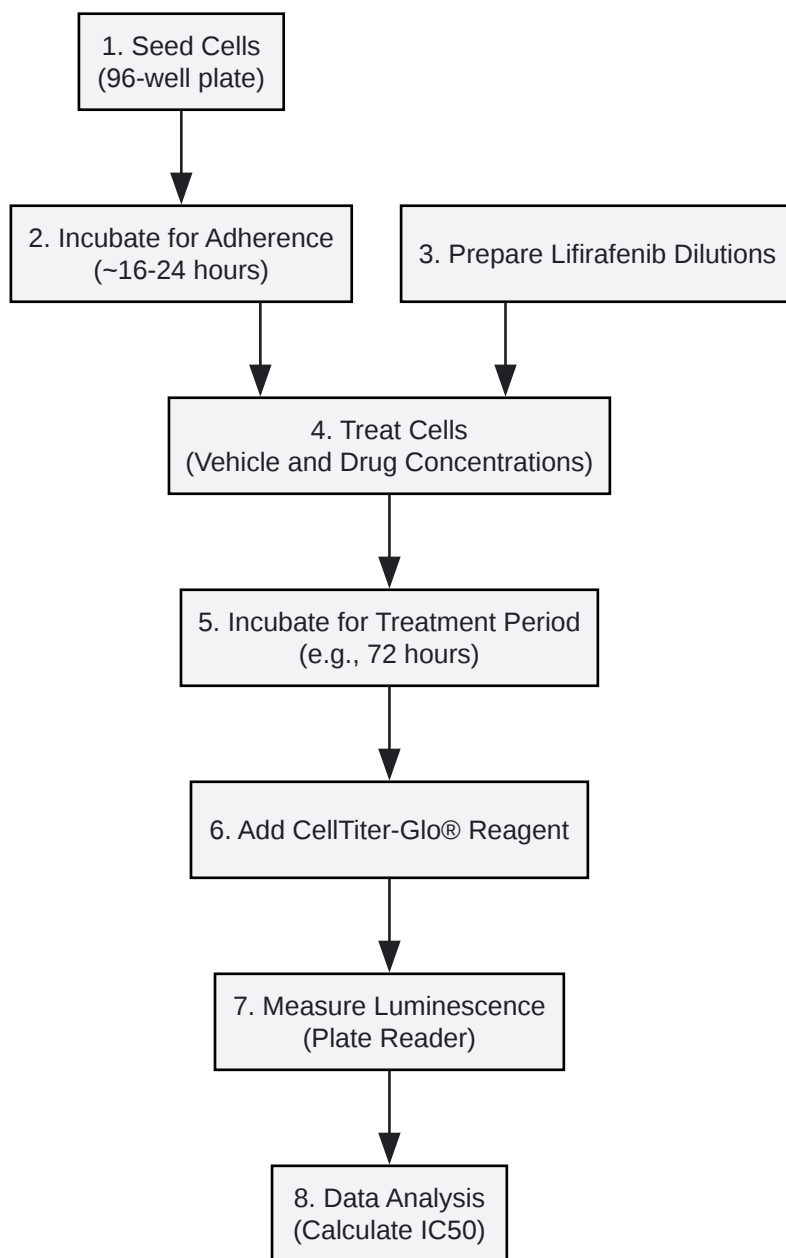 1. Seed Cells
(96-well plate)
2. Incubate for Adherence
(~16-24 hours)
3. Prepare Lifirafenib Dilutions
4. Treat Cells
(Vehicle and Drug Concentrations)
5. Incubate for Treatment Period
(e.g., 72 hours)
6. Add CellTiter-Glo® Reagent
7. Measure Luminescence
(Plate Reader)
8. Data Analysis
(Calculate IC50)